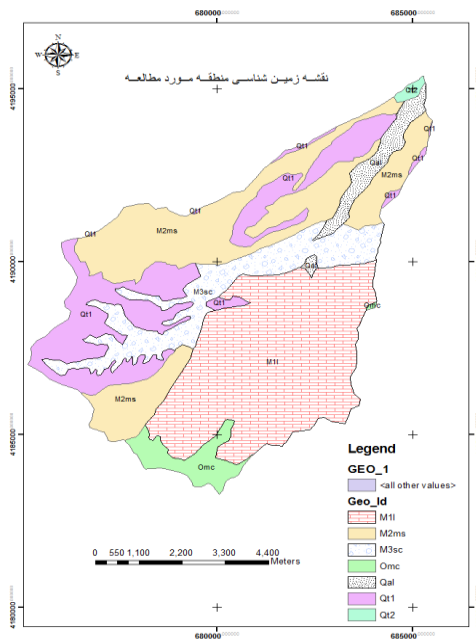 680000 685000
N
W E
S
نقشه زمین شناسی منطقه مورد مطالعه
4195000
Qt2
Qt1
Qf1
Qal
Qt1
M2ms
Qt1
Qt1
M2ms
Qt1
4190000
Qal
M3sc
Qt1
Qt1
Omc
M1l
M2ms
4185000
Omc
Legend
GEO_1
<all other values>
Geo_Id
M1l
M2ms
M3sc
Omc
Qal
Qt1
Qt2
0 550 1,100 2,200 3,300 4,400
Meters
4180000
680000 685000